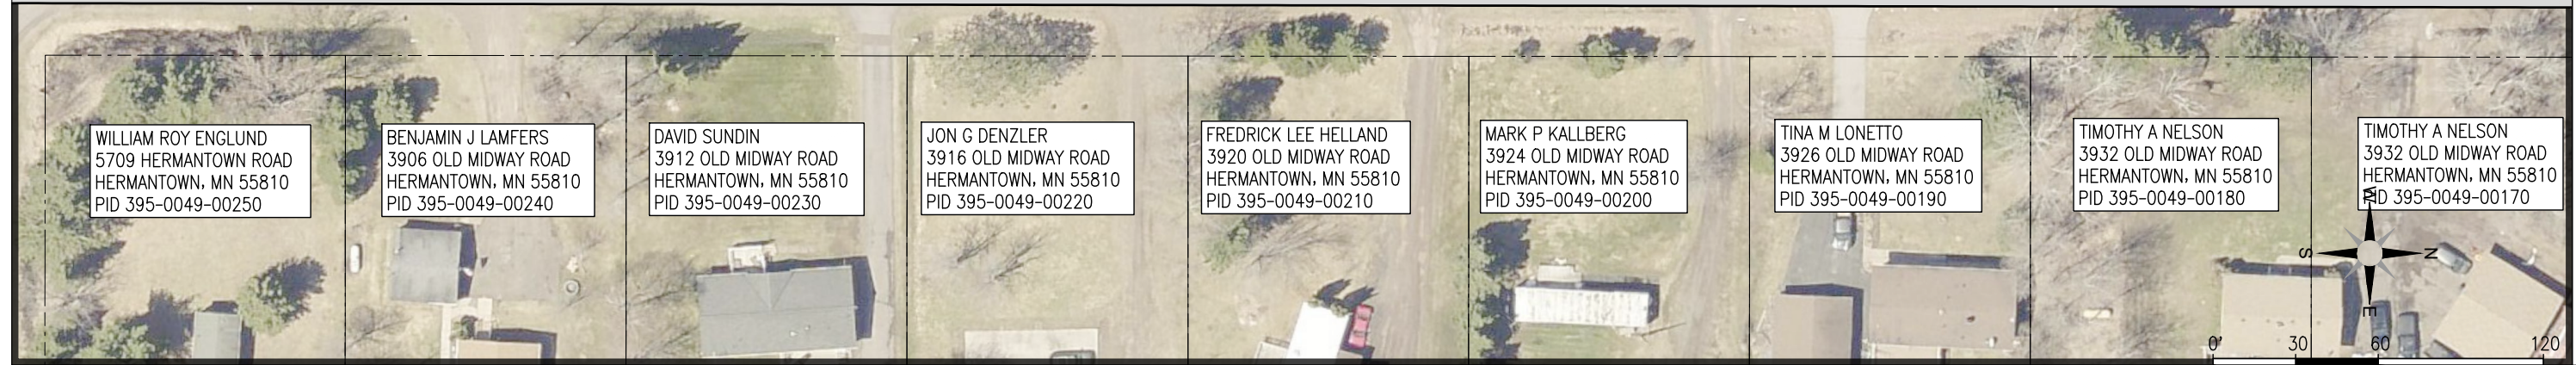 WILLIAM ROY ENGLUND
5709 HERMANTOWN ROAD
HERMANTOWN, MN 55810
PID 395-0049-00250
BENJAMIN J LAMFERS
3906 OLD MIDWAY ROAD
HERMANTOWN, MN 55810
PID 395-0049-00240
DAVID SUNDIN
3912 OLD MIDWAY ROAD
HERMANTOWN, MN 55810
PID 395-0049-00230
JON G DENZLER
3916 OLD MIDWAY ROAD
HERMANTOWN, MN 55810
PID 395-0049-00220
FREDRICK LEE HELLAND
3920 OLD MIDWAY ROAD
HERMANTOWN, MN 55810
PID 395-0049-00210
MARK P KALLBERG
3924 OLD MIDWAY ROAD
HERMANTOWN, MN 55810
PID 395-0049-00200
TINA M LONETTO
3926 OLD MIDWAY ROAD
HERMANTOWN, MN 55810
PID 395-0049-00190
TIMOTHY A NELSON
3932 OLD MIDWAY ROAD
HERMANTOWN, MN 55810
PID 395-0049-00180
TIMOTHY A NELSON
3932 OLD MIDWAY ROAD
HERMANTOWN, MN 55810
PID 395-0049-00170
W
S N
E
0' 30 60 120